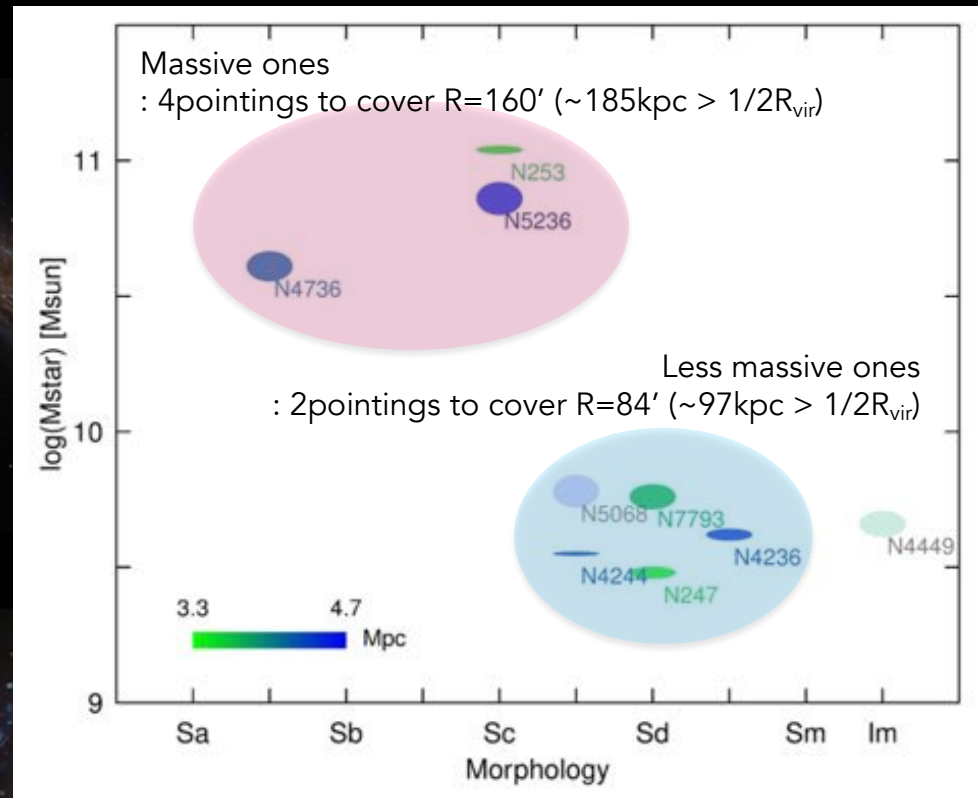 Massive ones
: 4pointings to cover R=160’ (~185kpc > 1/2Rvir)
11
N253
N5236
N4736
log(Mstar) [Msun]
Less massive ones
: 2pointings to cover R=84’ (~97kpc > 1/2Rvir)
10
N5068
N7793
N4236
N4449
N4244
N247
3.3 4.7
Mpc
9
Sa Sb Sc Sd Sm Im
Morphology